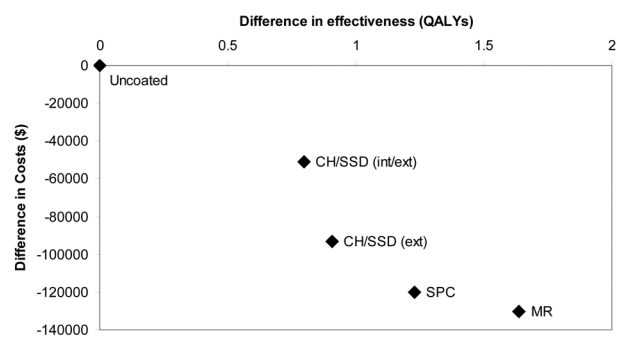 Difference in effectiveness (QALYs)
0 0.5 1 1.5 2
0
Uncoated
-20000
-40000
CH/SSD (int/ext)
-60000
-80000
CH/SSD (ext)
-100000
-120000
SPC
MR
-140000
Difference in Costs ($)